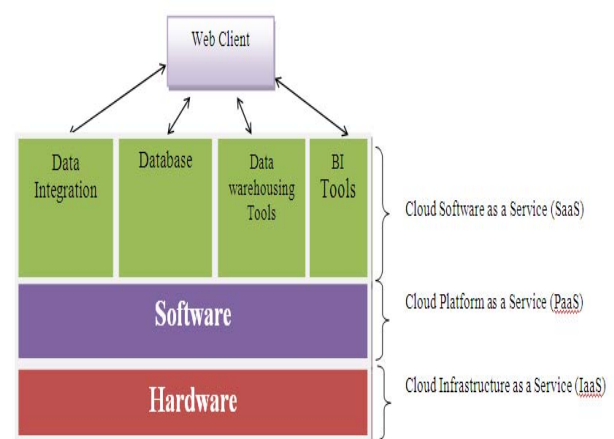 Web Client
Data
Integration
Database
Data
warehousing
Tools
BI
Tools
Cloud Software as a Service (SaaS)
Software
Cloud Platform as a Service (PaaS)
Hardware
Cloud Infrastructure as a Service (IaaS)